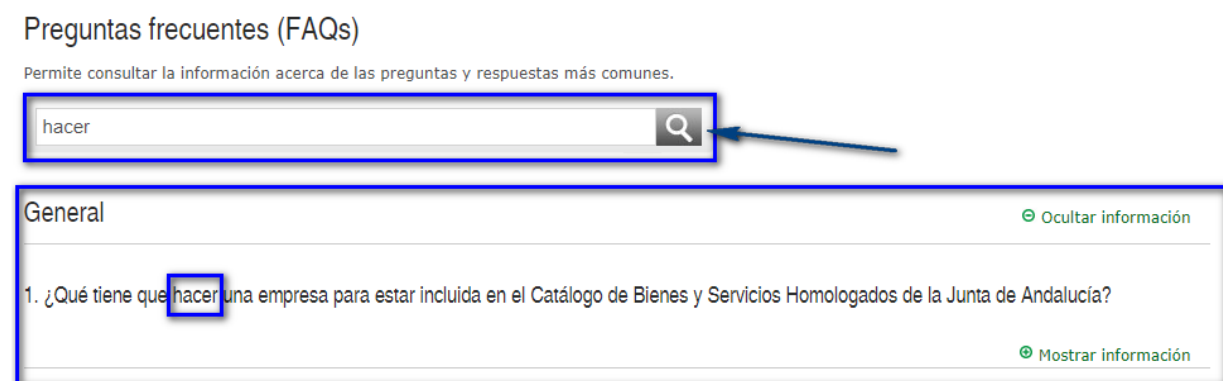 Preguntas frecuentes (FAQs)
Permite consultar la información acerca de las preguntas y respuestas más comunes.
hacer
General
Ocultar información
1. ¿Qué tiene que hacer una empresa para estar incluida en el Catálogo de Bienes y Servicios Homologados de la Junta de Andalucía?
Mostrar información